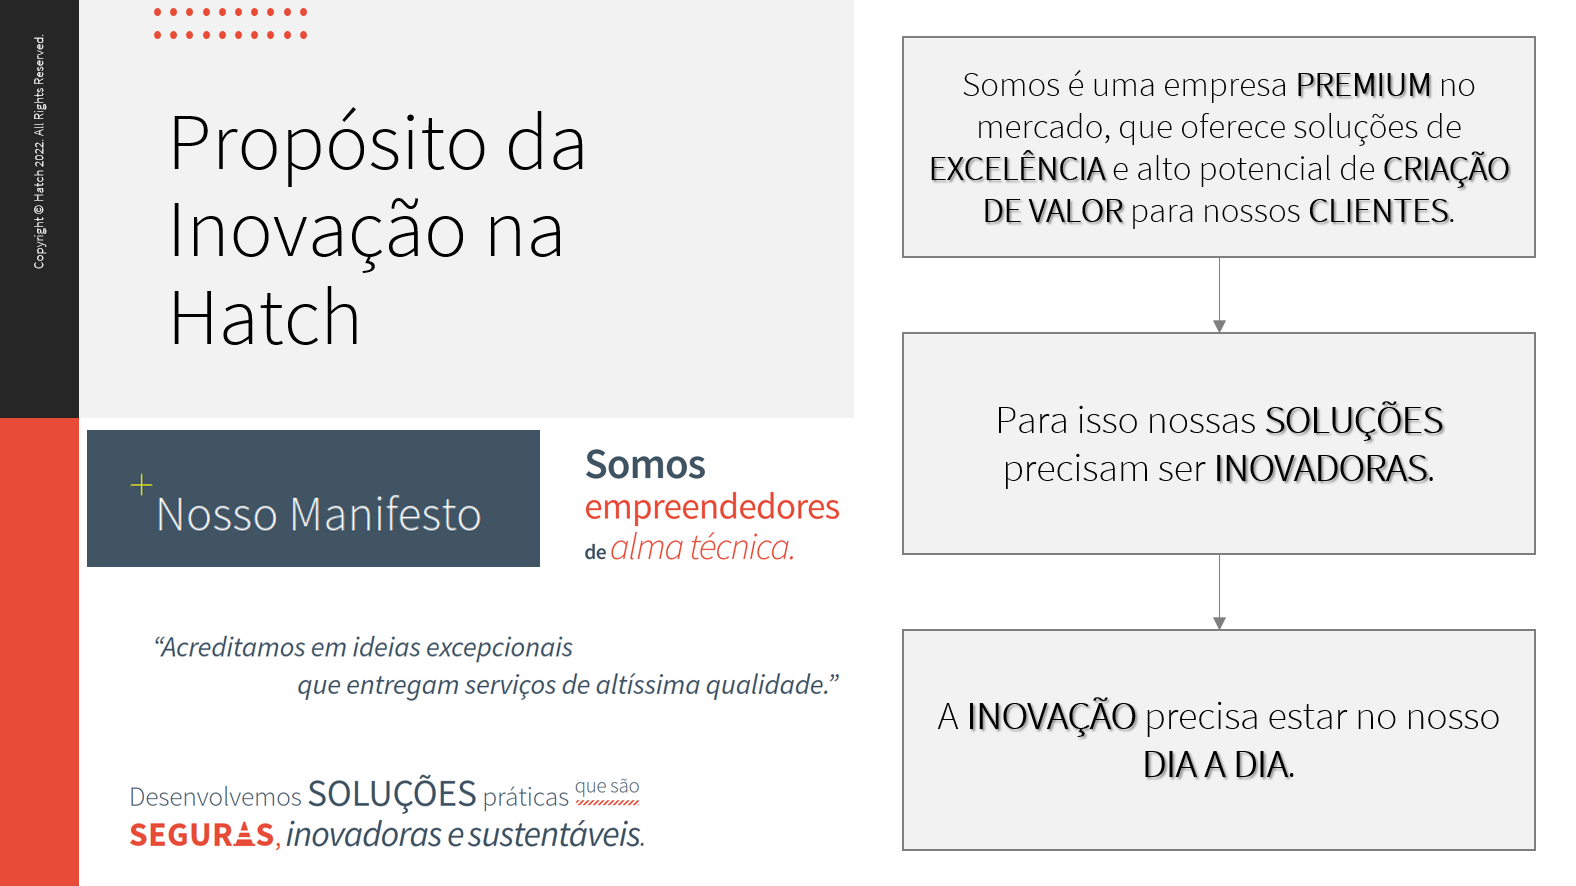 Copyright © Hatch 2022. All Rights Reserved.
Propósito da
Inovação na
Hatch
Nosso Manifesto
Somos
empreendedores
de alma técnica.
“Acreditamos em ideias excepcionais
que entregam serviços de altíssima qualidade.”
Desenvolvemos SOLUÇÕES práticas que são
SEGURAS, inovadoras e sustentáveis.
Somos é uma empresa PREMIUM no
mercado, que oferece soluções de
EXCELÊNCIA e alto potencial de CRIAÇÃO
DE VALOR para nossos CLIENTES.
Para isso nossas SOLUÇÕES
precisam ser INOVADORAS.
A INOVAÇÃO precisa estar no nosso
DIA A DIA.